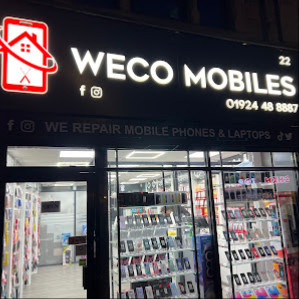 22
WECO MOBILES
01924 48 8887
WE REPAIR MOBILE PHONES & LAPTOPS